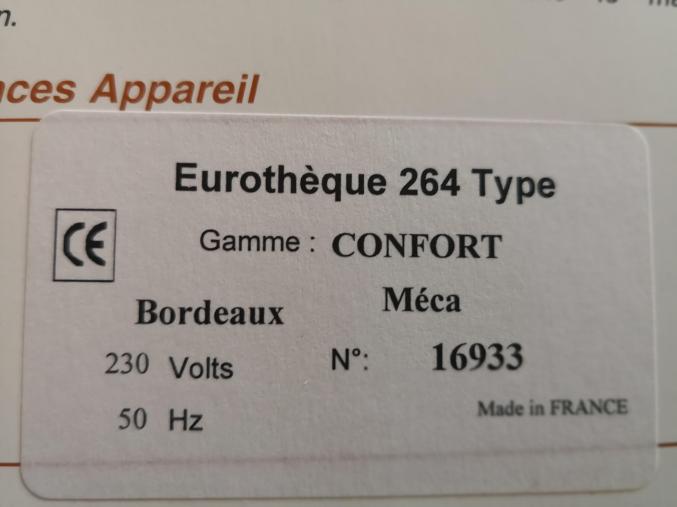 n.
nces Appareil
Eurothèque 264 Type
CE
Gamme : CONFORT
Bordeaux Méca
230 Volts N°: 16933
50 Hz
Made in FRANCE